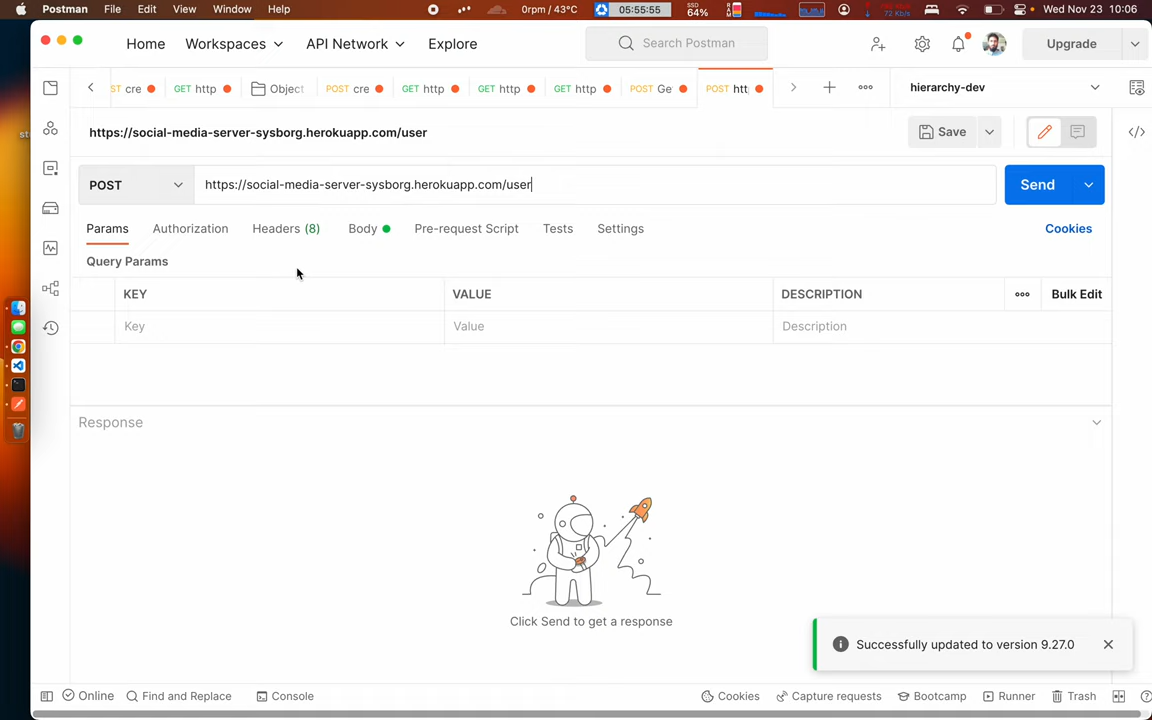 Postman File Edit View Window Help 0rpm / 43°C 05:55:55 SSD 64% 72 Kb/s Wed Nov 23 10:06
Home Workspaces API Network Explore Search Postman Upgrade
ST cre GET http Object POST cre GET http GET http GET http POST Ge POST htt hierarchy-dev
https://social-media-server-sysborg.herokuapp.com/user Save
POST https://social-media-server-sysborg.herokuapp.com/user Send
Params Authorization Headers (8) Body Pre-request Script Tests Settings Cookies
Query Params
KEY VALUE DESCRIPTION Bulk Edit
Key Value Description
Response
Click Send to get a response
Successfully updated to version 9.27.0
Online Find and Replace Console Cookies Capture requests Bootcamp Runner Trash